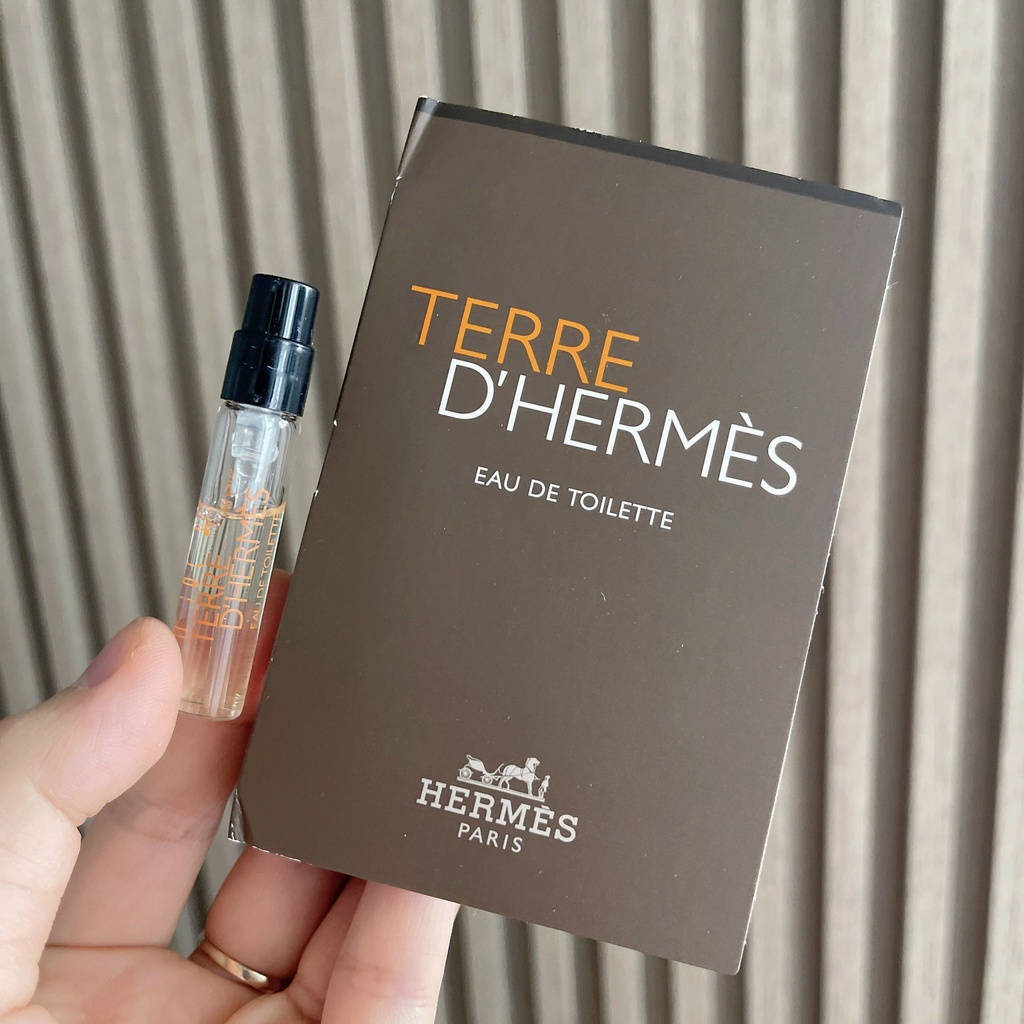 TERRE
D'HERMÈS
EAU DE TOILETTE
HERMÈS
PARIS
TERRE
D'HERMÈS
EAU DE TOILETTE